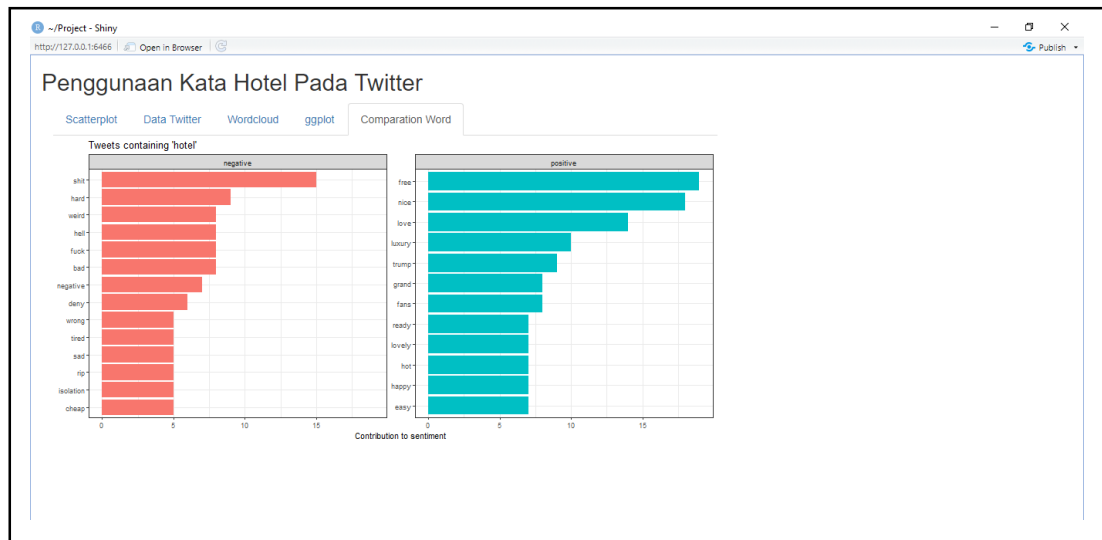 R ~/Project - Shiny
http://127.0.0.1:6466 Open in Browser Publish
Penggunaan Kata Hotel Pada Twitter
Scatterplot Data Twitter Wordcloud ggplot Comparation Word
Tweets containing 'hotel'
negative
shit
hard
weird
hell
fuck
bad
negative
deny
wrong
tired
sad
rip
isolation
cheap
0 5 10 15
positive
free
nice
love
luxury
trump
grand
fans
ready
lovely
hot
happy
easy
0 5 10 15
Contribution to sentiment